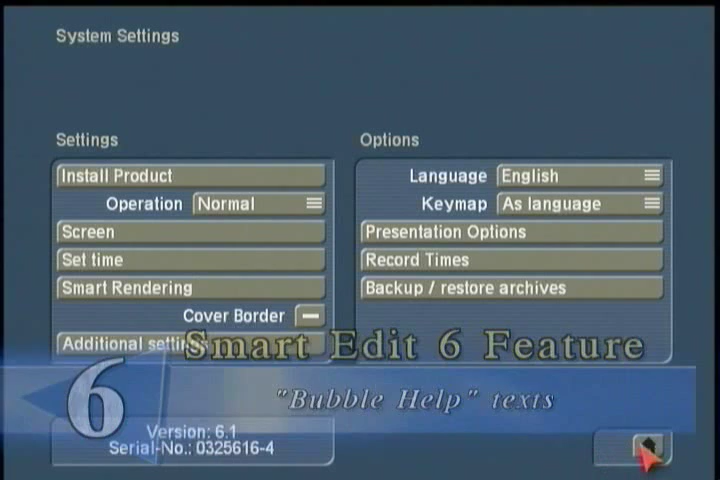 System Settings
Settings
Options
Install Product
Language English
Operation Normal
Keymap As language
Screen
Presentation Options
Set time
Record Times
Smart Rendering
Backup / restore archives
Cover Border
Additional settings
Smart Edit 6 Feature
6
"Bubble Help" texts
Version: 6.1
Serial-No.: 0325616-4